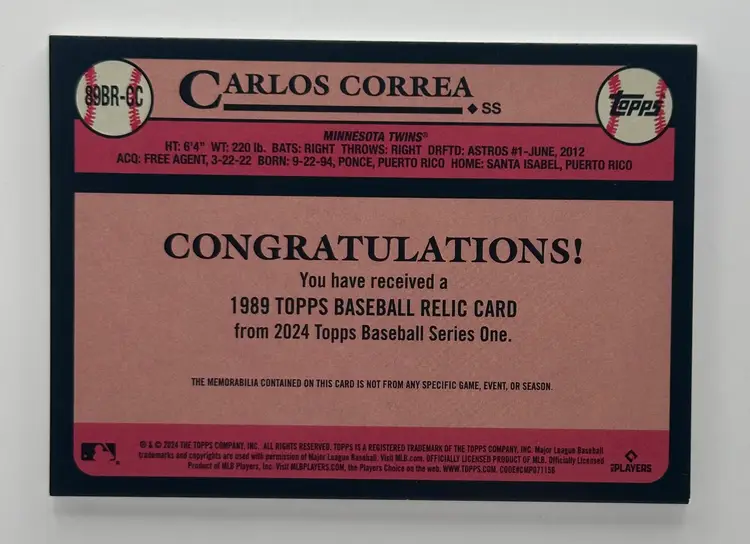 89BR-CC
CARLOS CORREA
SS
Topps
MINNESOTA TWINS®
HT: 6'4" WT: 220 lb. BATS: RIGHT THROWS: RIGHT DRFTD: ASTROS #1-JUNE, 2012
ACQ: FREE AGENT, 3-22-22 BORN: 9-22-94, PONCE, PUERTO RICO HOME: SANTA ISABEL, PUERTO RICO
CONGRATULATIONS!
You have received a
1989 TOPPS BASEBALL RELIC CARD
from 2024 Topps Baseball Series One.
THE MEMORABILIA CONTAINED ON THIS CARD IS NOT FROM ANY SPECIFIC GAME, EVENT, OR SEASON.
® & © 2024 THE TOPPS COMPANY, INC. ALL RIGHTS RESERVED. TOPPS IS A REGISTERED TRADEMARK OF THE TOPPS COMPANY, INC. Major League Baseball
trademarks and copyrights are used with permission of Major League Baseball. Visit MLB.com. OFFICIALLY LICENSED PRODUCT OF MLB. Officially Licensed
Product of MLB Players, Inc. Visit MLBPLAYERS.COM, the Players Choice on the web. WWW.TOPPS.COM. CODE#CMP071156
PLAYERS